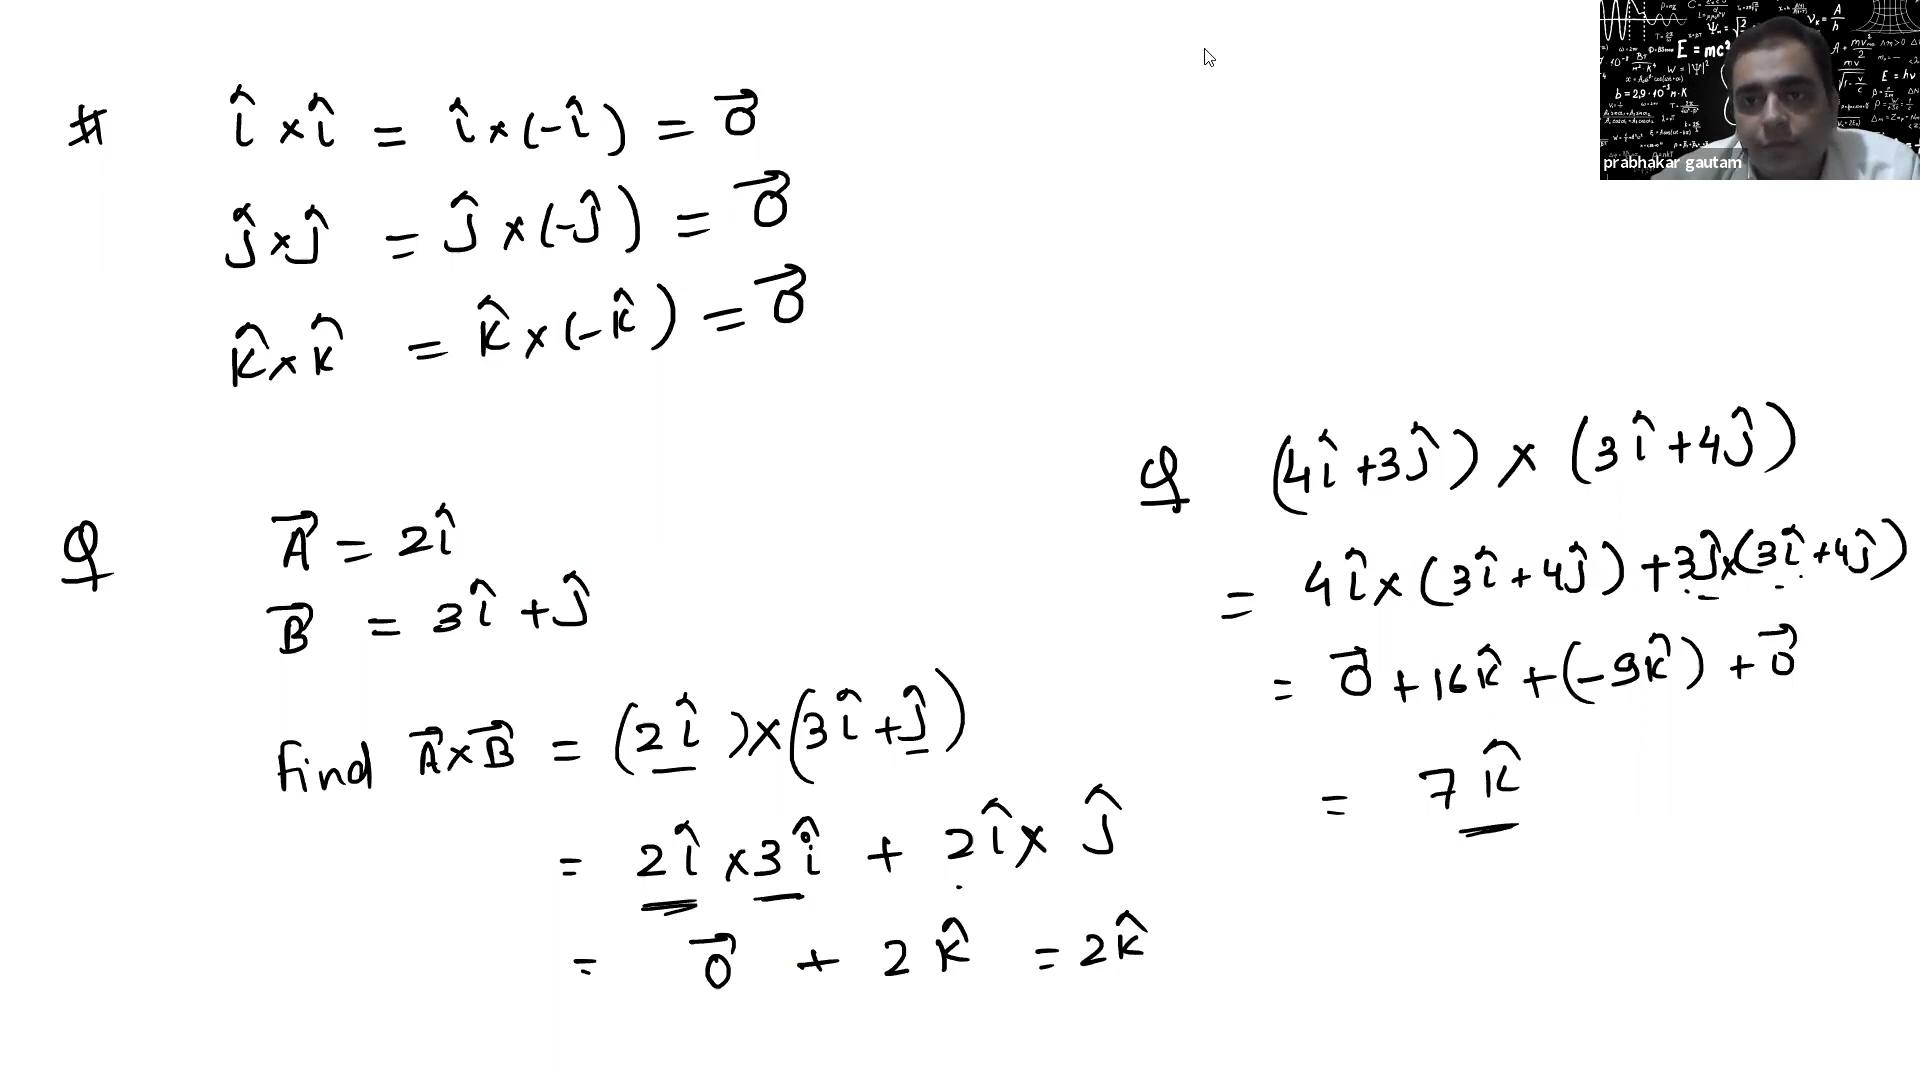 # î × î = î × (-î) = 0⃗
ĵ × ĵ = ĵ × (-ĵ) = 0⃗
k̂ × k̂ = k̂ × (-k̂) = 0⃗
Q A⃗ = 2î
B⃗ = 3î + ĵ
find A⃗ × B⃗ = (2î) × (3î + ĵ)
= 2î × 3î + 2î × ĵ
= 0⃗ + 2k̂ = 2k̂
Q (4î + 3ĵ) × (3î + 4ĵ)
= 4î × (3î + 4ĵ) + 3ĵ × (3î + 4ĵ)
= 0⃗ + 16k̂ + (-9k̂) + 0⃗
= 7k̂
E = mc²
prabhakar gautam